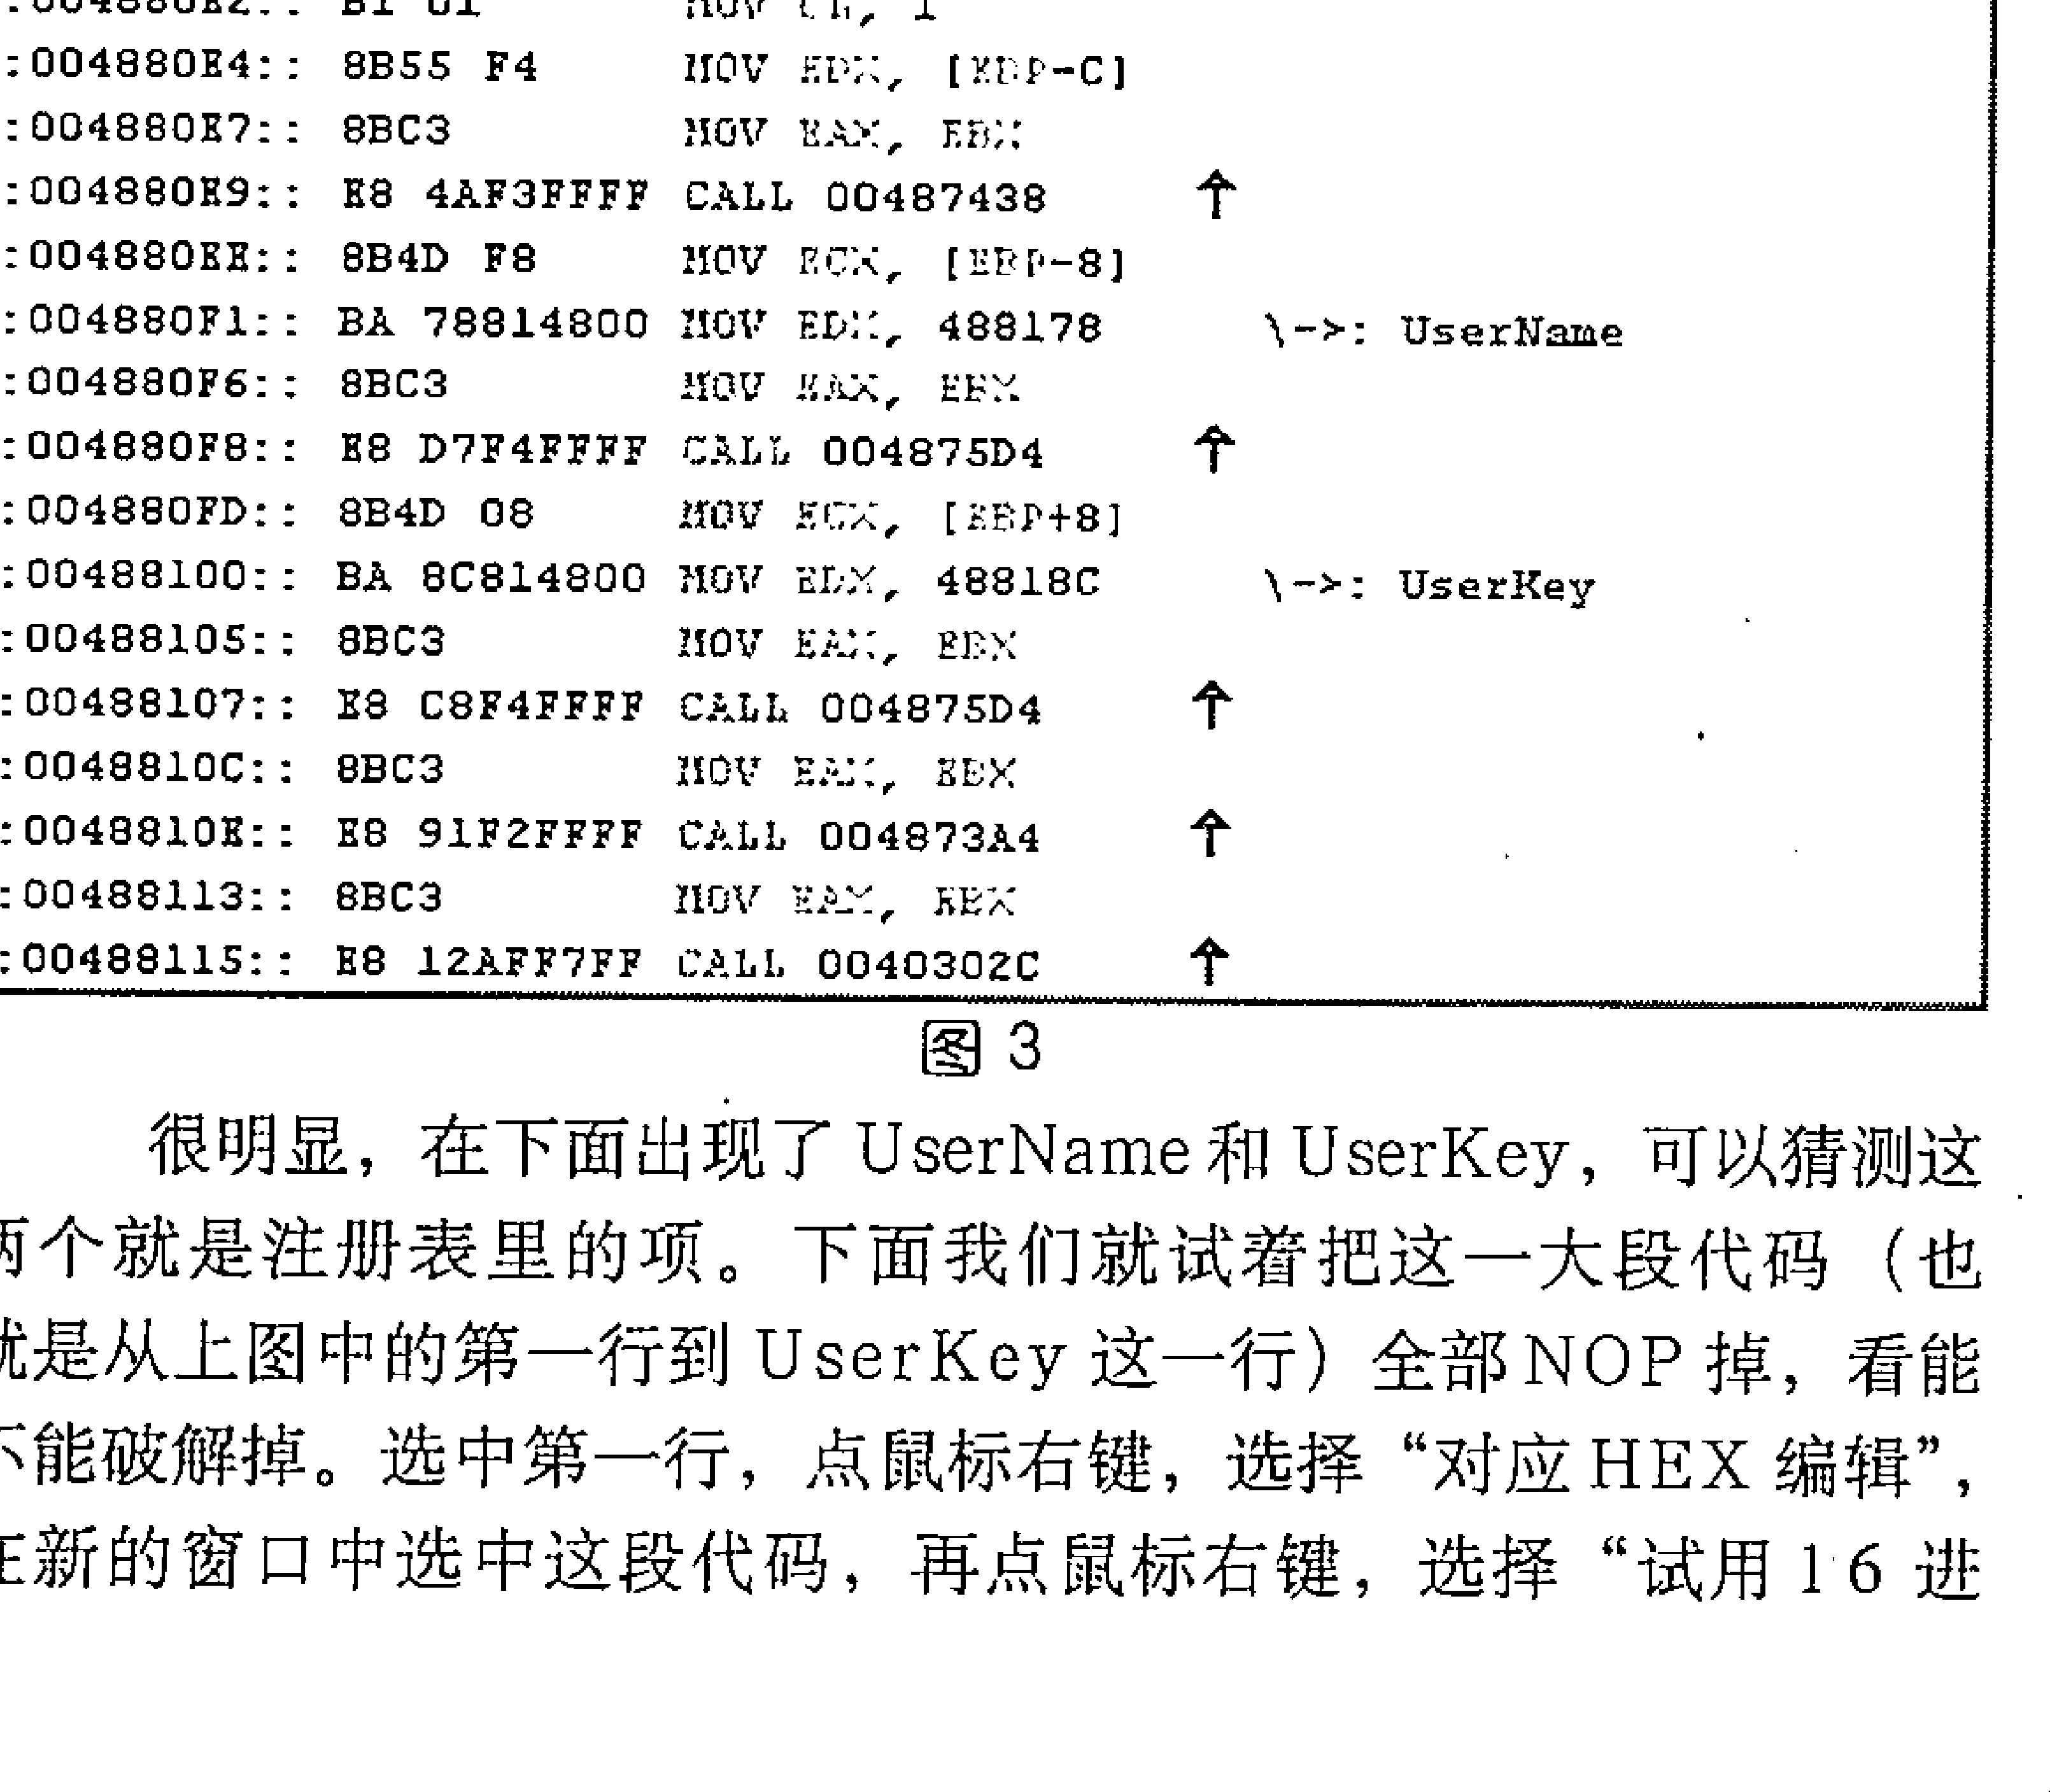 :004880E2:: B1 01 MOV CL, 1
:004880E4:: 8B55 F4 MOV EDX, [EBP-C]
:004880E7:: 8BC3 MOV EAX, EBX
:004880E9:: E8 4AF3FFFF CALL 00487438 ↑
:004880EE:: 8B4D F8 MOV ECX, [EBP-8]
:004880F1:: BA 78814800 MOV EDX, 488178 \->: UserName
:004880F6:: 8BC3 MOV EAX, EBX
:004880F8:: E8 D7F4FFFF CALL 004875D4 ↑
:004880FD:: 8B4D 08 MOV ECX, [EBP+8]
:00488100:: BA 8C814800 MOV EDX, 48818C \->: UserKey
:00488105:: 8BC3 MOV EAX, EBX
:00488107:: E8 C8F4FFFF CALL 004875D4 ↑
:0048810C:: 8BC3 MOV EAX, EBX
:0048810E:: E8 91F2FFFF CALL 004873A4 ↑
:00488113:: 8BC3 MOV EAX, EBX
:00488115:: E8 12AFF7FF CALL 0040302C ↑
图 3
很明显，在下面出现了 UserName 和 UserKey，可以猜测这
两个就是注册表里的项。下面我们就试着把这一大段代码（也
就是从上图中的第一行到 UserKey 这一行）全部 NOP 掉，看能
不能破解掉。选中第一行，点鼠标右键，选择“对应 HEX 编辑”，
在新的窗口中选中这段代码，再点鼠标右键，选择“试用 16 进